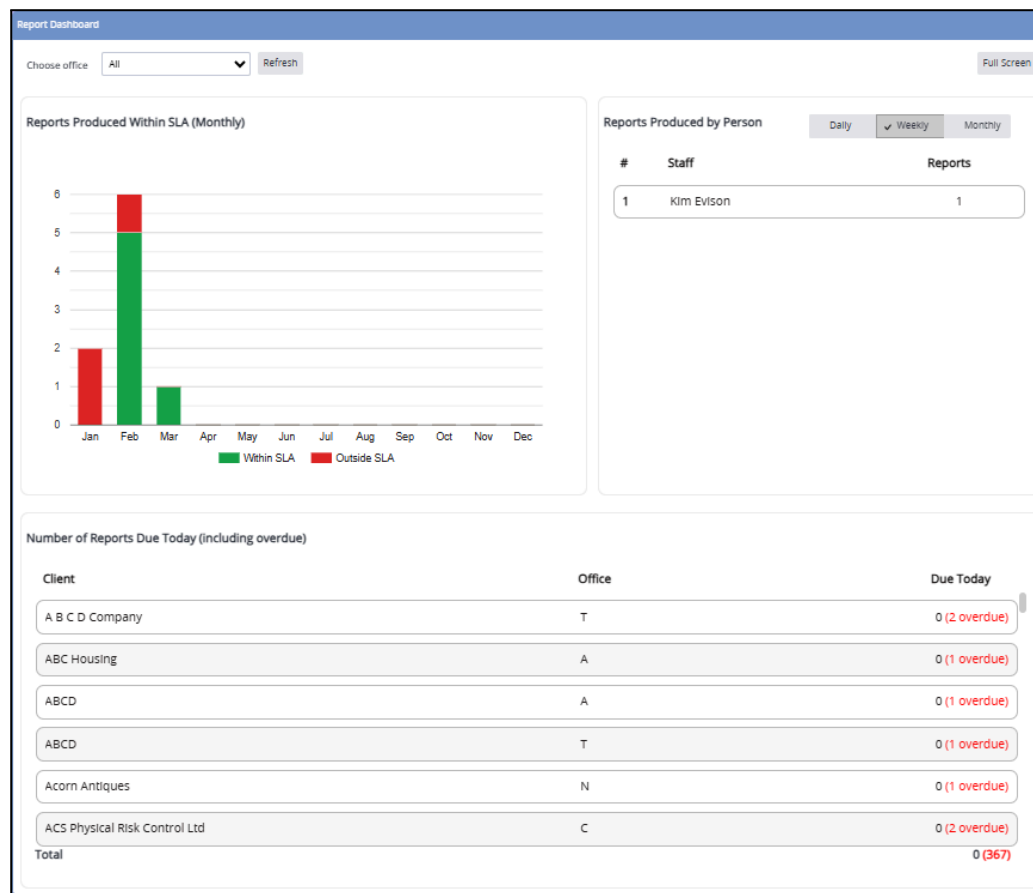 Report Dashboard
Choose office All Refresh Full Screen
Reports Produced Within SLA (Monthly)
6
5
4
3
2
1
0
Jan Feb Mar Apr May Jun Jul Aug Sep Oct Nov Dec
Within SLA Outside SLA
Reports Produced by Person Daily Weekly Monthly
# Staff Reports
1 Kim Evison 1
Number of Reports Due Today (including overdue)
Client Office Due Today
A B C D Company T 0 (2 overdue)
ABC Housing A 0 (1 overdue)
ABCD A 0 (1 overdue)
ABCD T 0 (1 overdue)
Acorn Antiques N 0 (1 overdue)
ACS Physical Risk Control Ltd C 0 (2 overdue)
Total 0 (367)